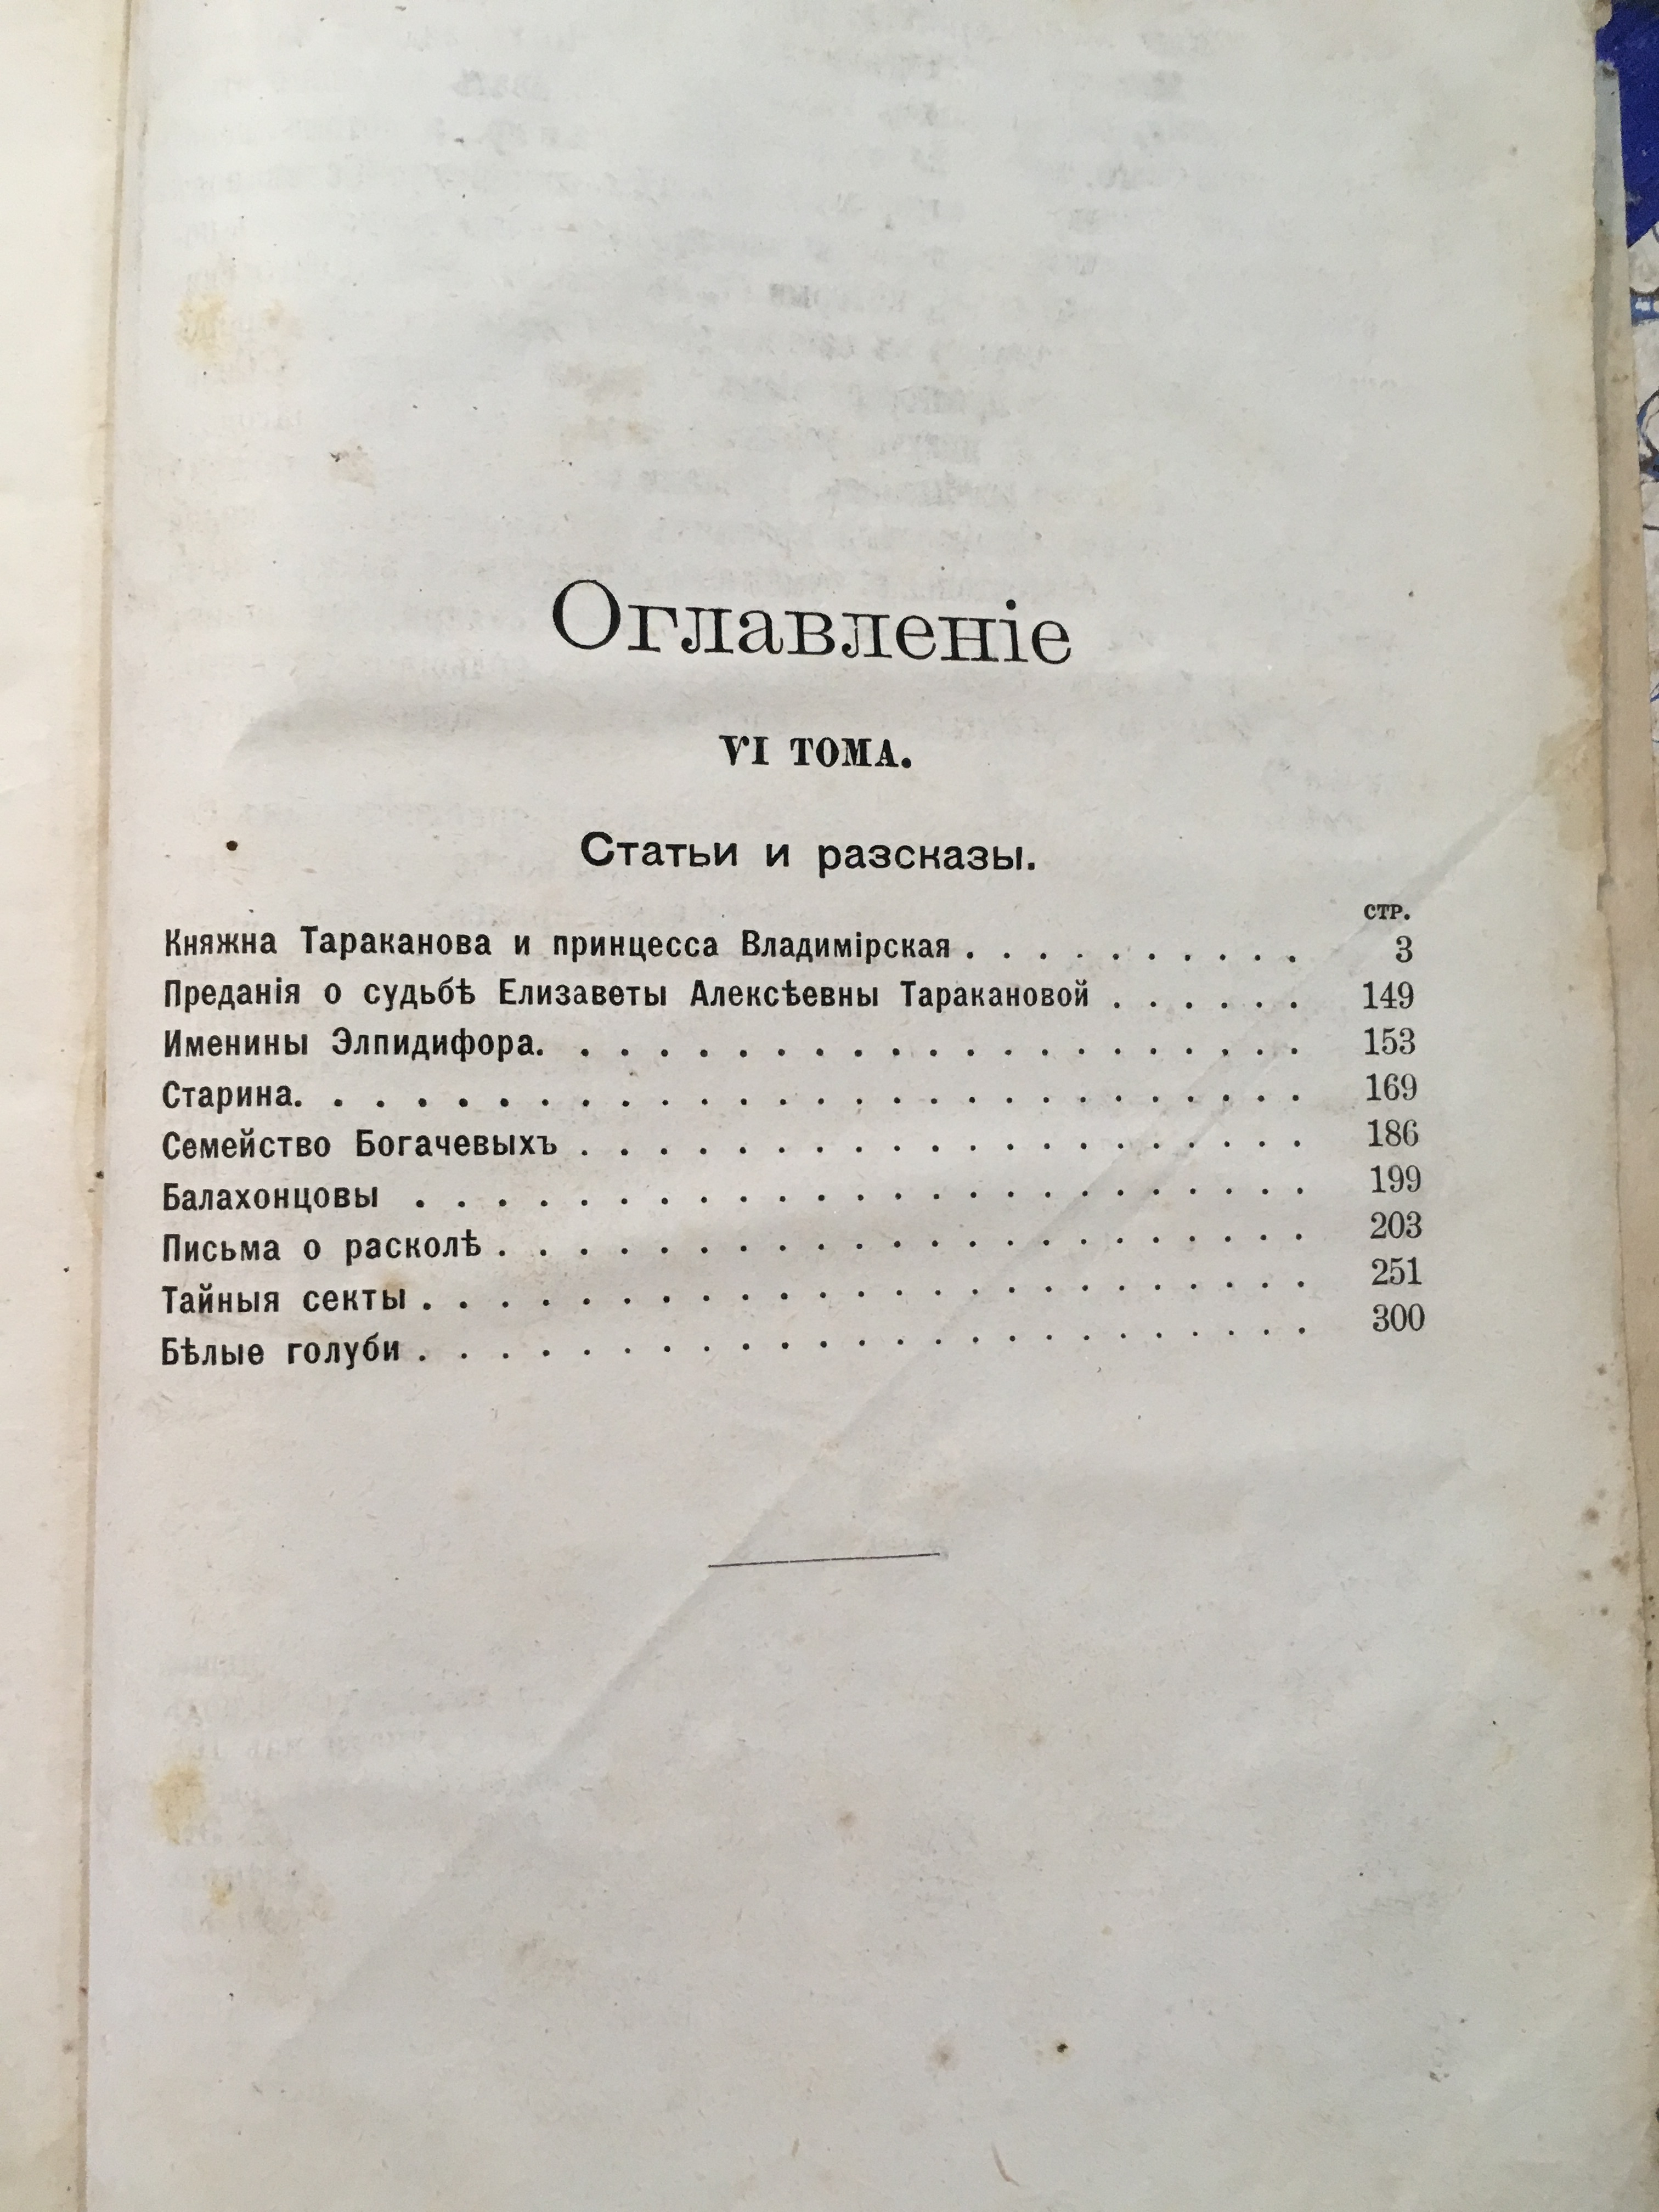 Оглавленіе
VI ТОМА.
Статьи и разсказы.
СТР.
Княжна Тараканова и принцесса Владимірская . . . . . . . . . . 3
Преданія о судьбѣ Елизаветы Алексѣевны Таракановой . . . . . . 149
Именины Элпидифора. . . . . . . . . . . . . . . . . . . . 153
Старина. . . . . . . . . . . . . . . . . . . . . . . . . . 169
Семейство Богачевыхъ . . . . . . . . . . . . . . . . . . . 186
Балахонцовы . . . . . . . . . . . . . . . . . . . . . . . 199
Письма о расколѣ . . . . . . . . . . . . . . . . . . . . . 203
Тайныя секты . . . . . . . . . . . . . . . . . . . . . . . 251
Бѣлые голуби . . . . . . . . . . . . . . . . . . . . . . . 300